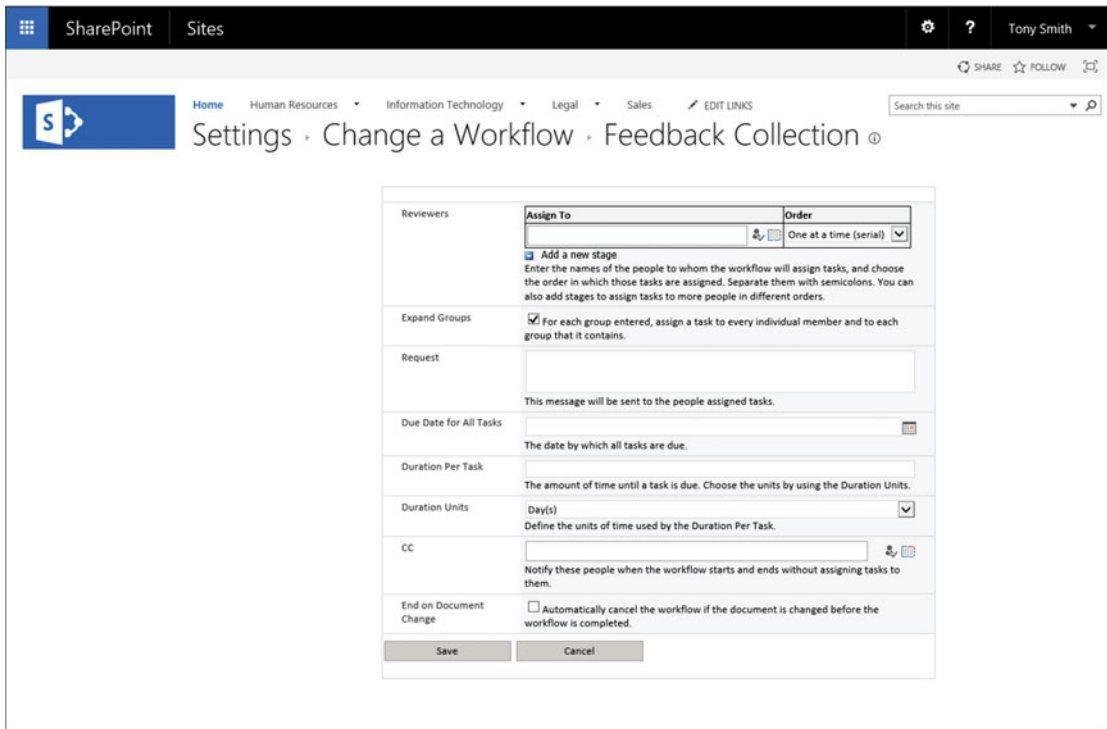 SharePoint Sites ? Tony Smith
SHARE FOLLOW
S
Home Human Resources Information Technology Legal Sales EDIT LINKS Search this site
Settings › Change a Workflow › Feedback Collection
Reviewers
Assign To Order
One at a time (serial)
Add a new stage
Enter the names of the people to whom the workflow will assign tasks, and choose
the order in which those tasks are assigned. Separate them with semicolons. You can
also add stages to assign tasks to more people in different orders.
Expand Groups
For each group entered, assign a task to every individual member and to each
group that it contains.
Request
This message will be sent to the people assigned tasks.
Due Date for All Tasks
The date by which all tasks are due.
Duration Per Task
The amount of time until a task is due. Choose the units by using the Duration Units.
Duration Units
Day(s)
Define the units of time used by the Duration Per Task.
CC
Notify these people when the workflow starts and ends without assigning tasks to
them.
End on Document
Change
Automatically cancel the workflow if the document is changed before the
workflow is completed.
Save Cancel